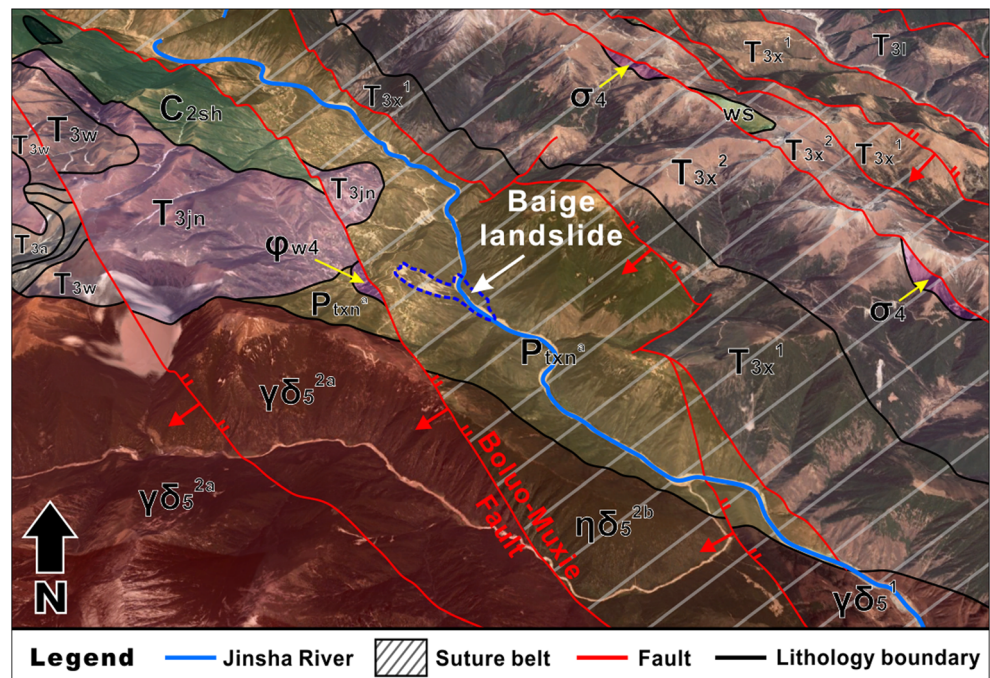 T₃ₓ¹
T₃l
T₃ₓ¹
σ₄
ws
C₂sh
T₃w
T₃w
T₃ₓ²
T₃ₓ¹
T₃ₓ²
T₃jn
T₃jn
Baige
landslide
T₃a
φw4
T₃w
Ptxnᵃ
σ₄
Ptxnᵃ
T₃ₓ¹
γδ₅²ᵃ
γδ₅²ᵃ
Boluo-Muxie
Fault
ηδ₅²ᵇ
γδ₅¹
N
Legend
Jinsha River
Suture belt
Fault
Lithology boundary